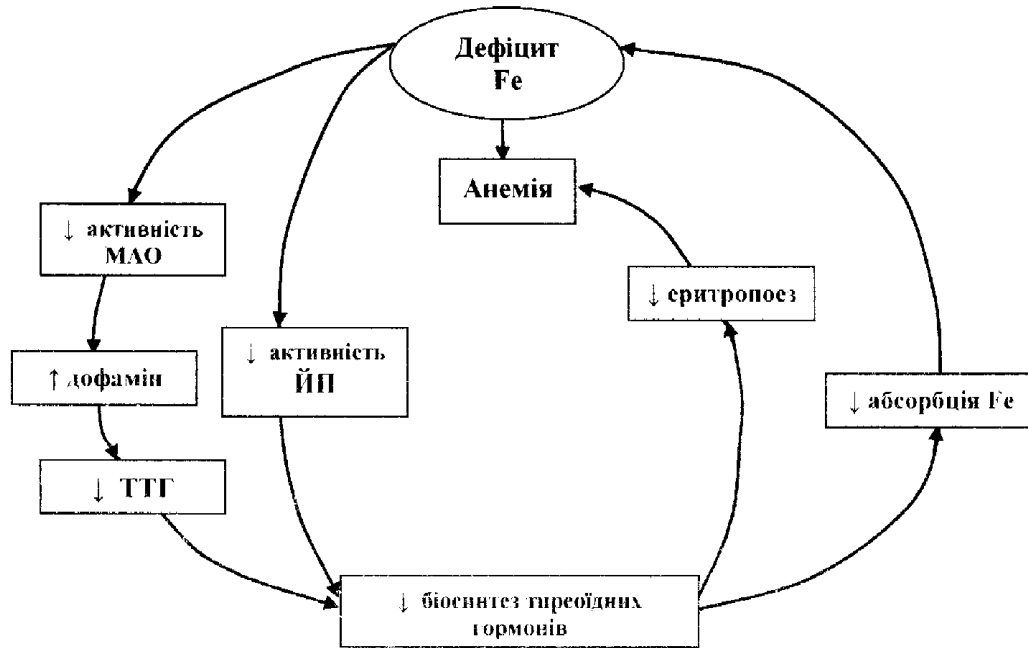 Дефіцит
Fe
Анемія
↓ активність
МАО
↓ еритропоез
↓ активність
ЙП
↑ дофамін
↓ абсорбція Fe
↓ ТТГ
↓ біосинтез тиреоїдних
гормонів